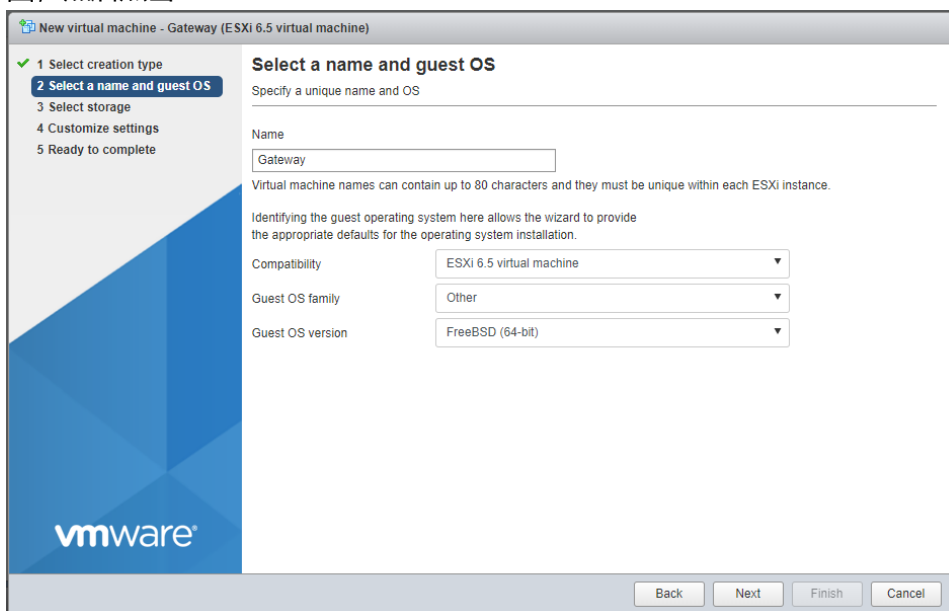 New virtual machine - Gateway (ESXi 6.5 virtual machine)
1 Select creation type
2 Select a name and guest OS
3 Select storage
4 Customize settings
5 Ready to complete
Select a name and guest OS
Specify a unique name and OS
Name
Gateway
Virtual machine names can contain up to 80 characters and they must be unique within each ESXi instance.
Identifying the guest operating system here allows the wizard to provide
the appropriate defaults for the operating system installation.
Compatibility
ESXi 6.5 virtual machine
Guest OS family
Other
Guest OS version
FreeBSD (64-bit)
vmware®
Back
Next
Finish
Cancel